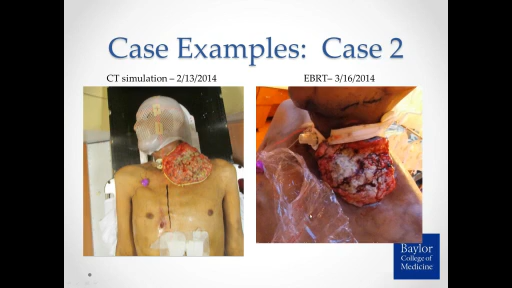 Case Examples: Case 2
CT simulation – 2/13/2014
EBRT– 3/16/2014
Baylor
College of
Medicine